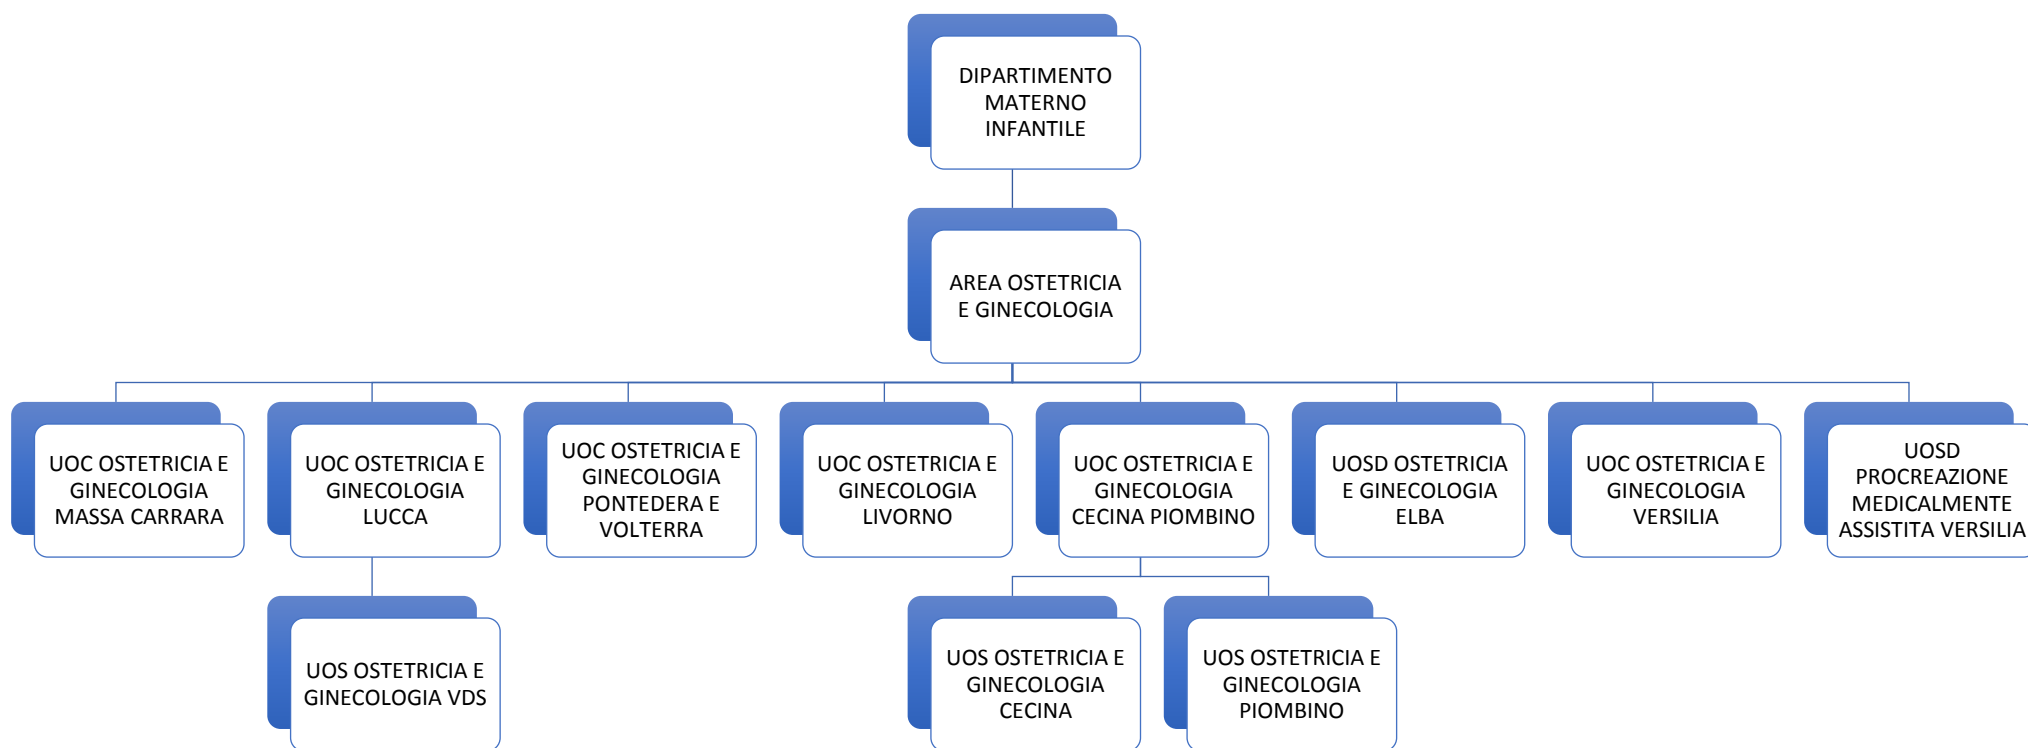 DIPARTIMENTO
MATERNO
INFANTILE
AREA OSTETRICIA
E GINECOLOGIA
UOC OSTETRICIA E
GINECOLOGIA
MASSA CARRARA
UOC OSTETRICIA E
GINECOLOGIA
LUCCA
UOC OSTETRICIA E
GINECOLOGIA
PONTEDERA E
VOLTERRA
UOC OSTETRICIA E
GINECOLOGIA
LIVORNO
UOC OSTETRICIA E
GINECOLOGIA
CECINA PIOMBINO
UOSD OSTETRICIA
E GINECOLOGIA
ELBA
UOC OSTETRICIA E
GINECOLOGIA
VERSILIA
UOSD
PROCREAZIONE
MEDICALMENTE
ASSISTITA VERSILIA
UOS OSTETRICIA E
GINECOLOGIA VDS
UOS OSTETRICIA E
GINECOLOGIA
CECINA
UOS OSTETRICIA E
GINECOLOGIA
PIOMBINO